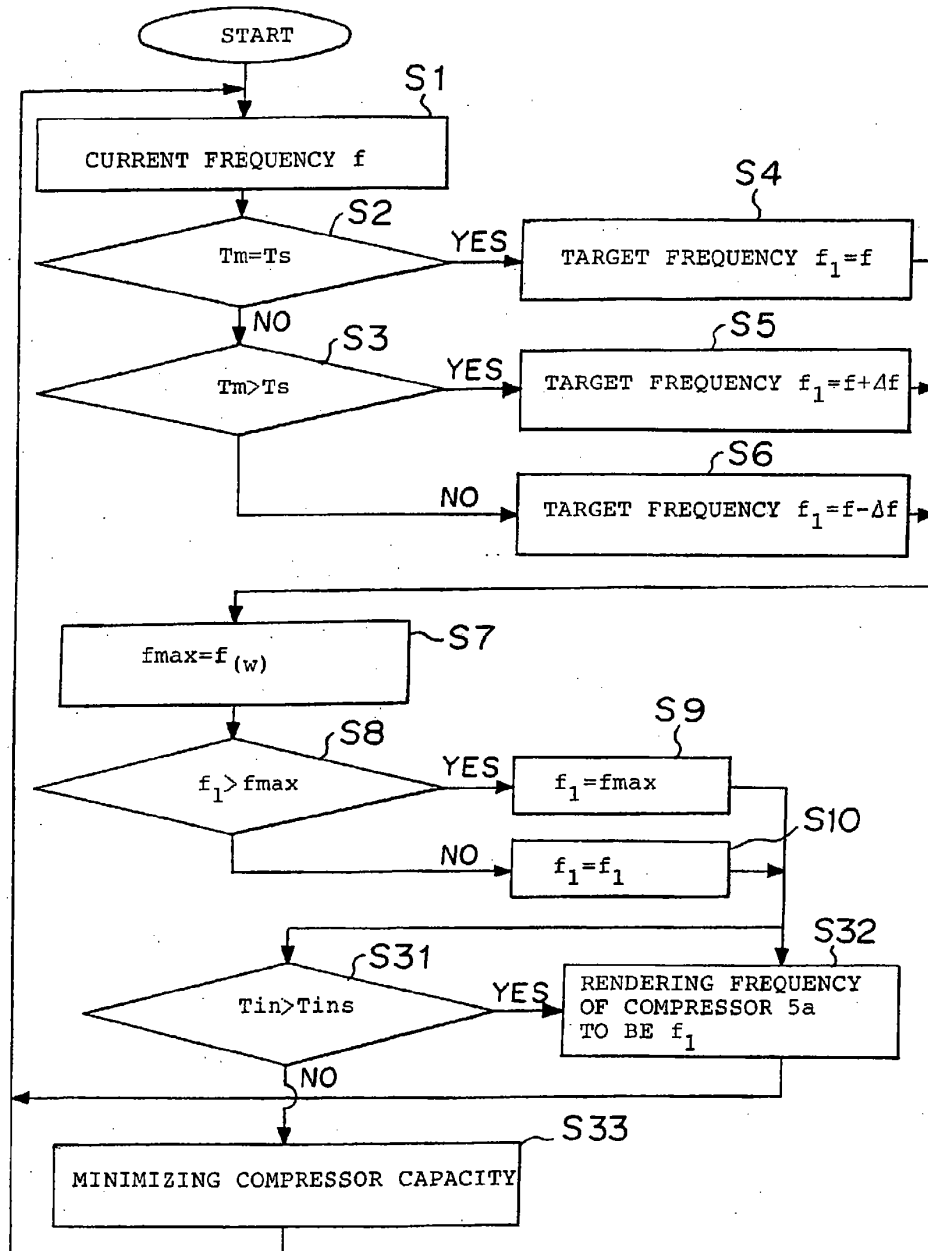 START
S1
CURRENT FREQUENCY f
S2
Tm=Ts
YES
S4
TARGET FREQUENCY f₁=f
NO
S3
Tm>Ts
YES
S5
TARGET FREQUENCY f₁=f+Δf
S6
NO
TARGET FREQUENCY f₁=f-Δf
S7
fmax=f(w)
S8
f₁>fmax
YES
S9
f₁=fmax
S10
NO
f₁=f₁
S31
Tin>Tins
YES
S32
RENDERING FREQUENCY
OF COMPRESSOR 5a
TO BE f₁
NO
S33
MINIMIZING COMPRESSOR CAPACITY